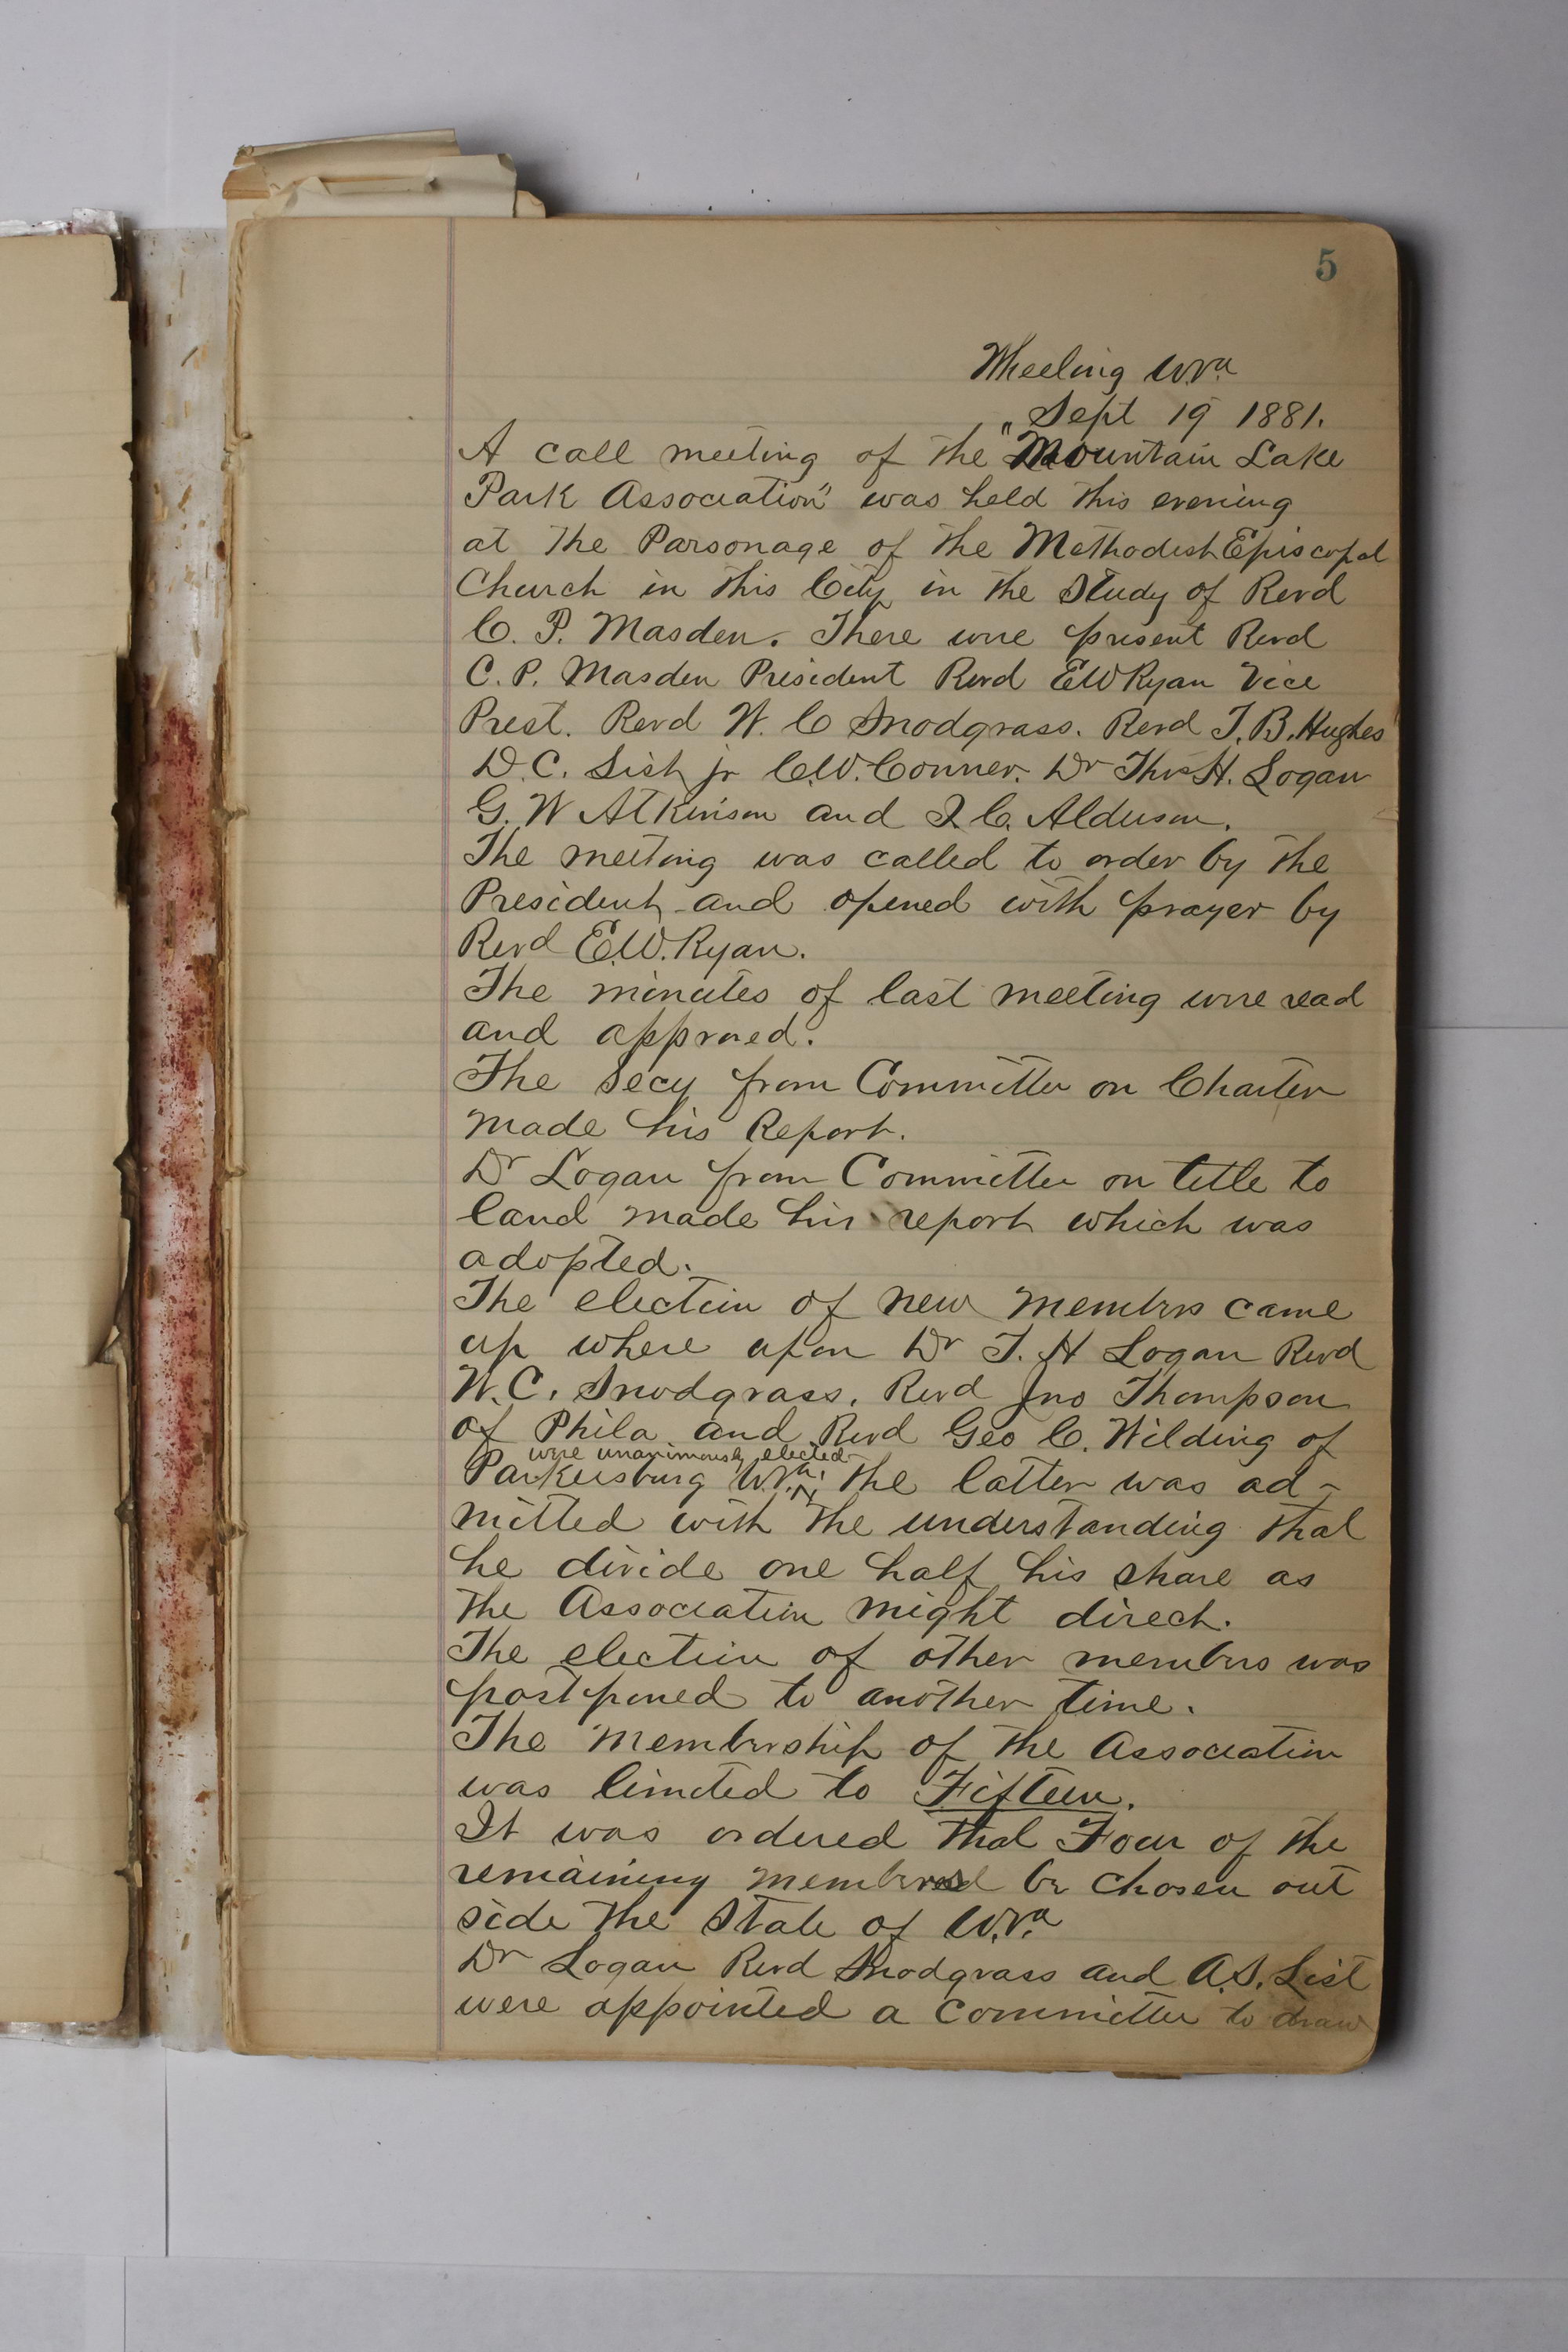 5
Wheeling W.Va
Sept 19 1881.
A call meeting of the "Mountain Lake
Park Association" was held this evening
at the Parsonage of the Methodist Episcopal
Church in this City in the Study of Revd
C. P. Masden. There were present Revd
C. P. Masden President Revd E W Ryan Vice
Prest. Revd W. C Snodgrass. Revd J. B. Hughes
D. C. List jr C. W. Conner. Dr Thos H. Logan
G. W Atkinson and J. C. Alderson.
The meeting was called to order by the
President and opened with prayer by
Revd E. W. Ryan.
The minutes of last meeting were read
and approved.
The Secy from Committee on Charter
made his Report.
Dr Logan from Committee on title to
land made his report which was
adopted.
The election of new members came
up where upon Dr T. H Logan Revd
W. C. Snodgrass, Revd Jno Thompson
of Phila and Revd Geo C. Wilding of
were unanimously elected
Parkersburg W.Va, the latter was ad-
mitted with the understanding that
he divide one half his share as
the Association might direct.
The election of other members was
postponed to another time.
The membership of the Association
was limited to Fifteen.
It was ordered that Four of the
remaining members be chosen out
side the State of W.Va
Dr Logan Revd Snodgrass and A. S. List
were appointed a Committee to draw